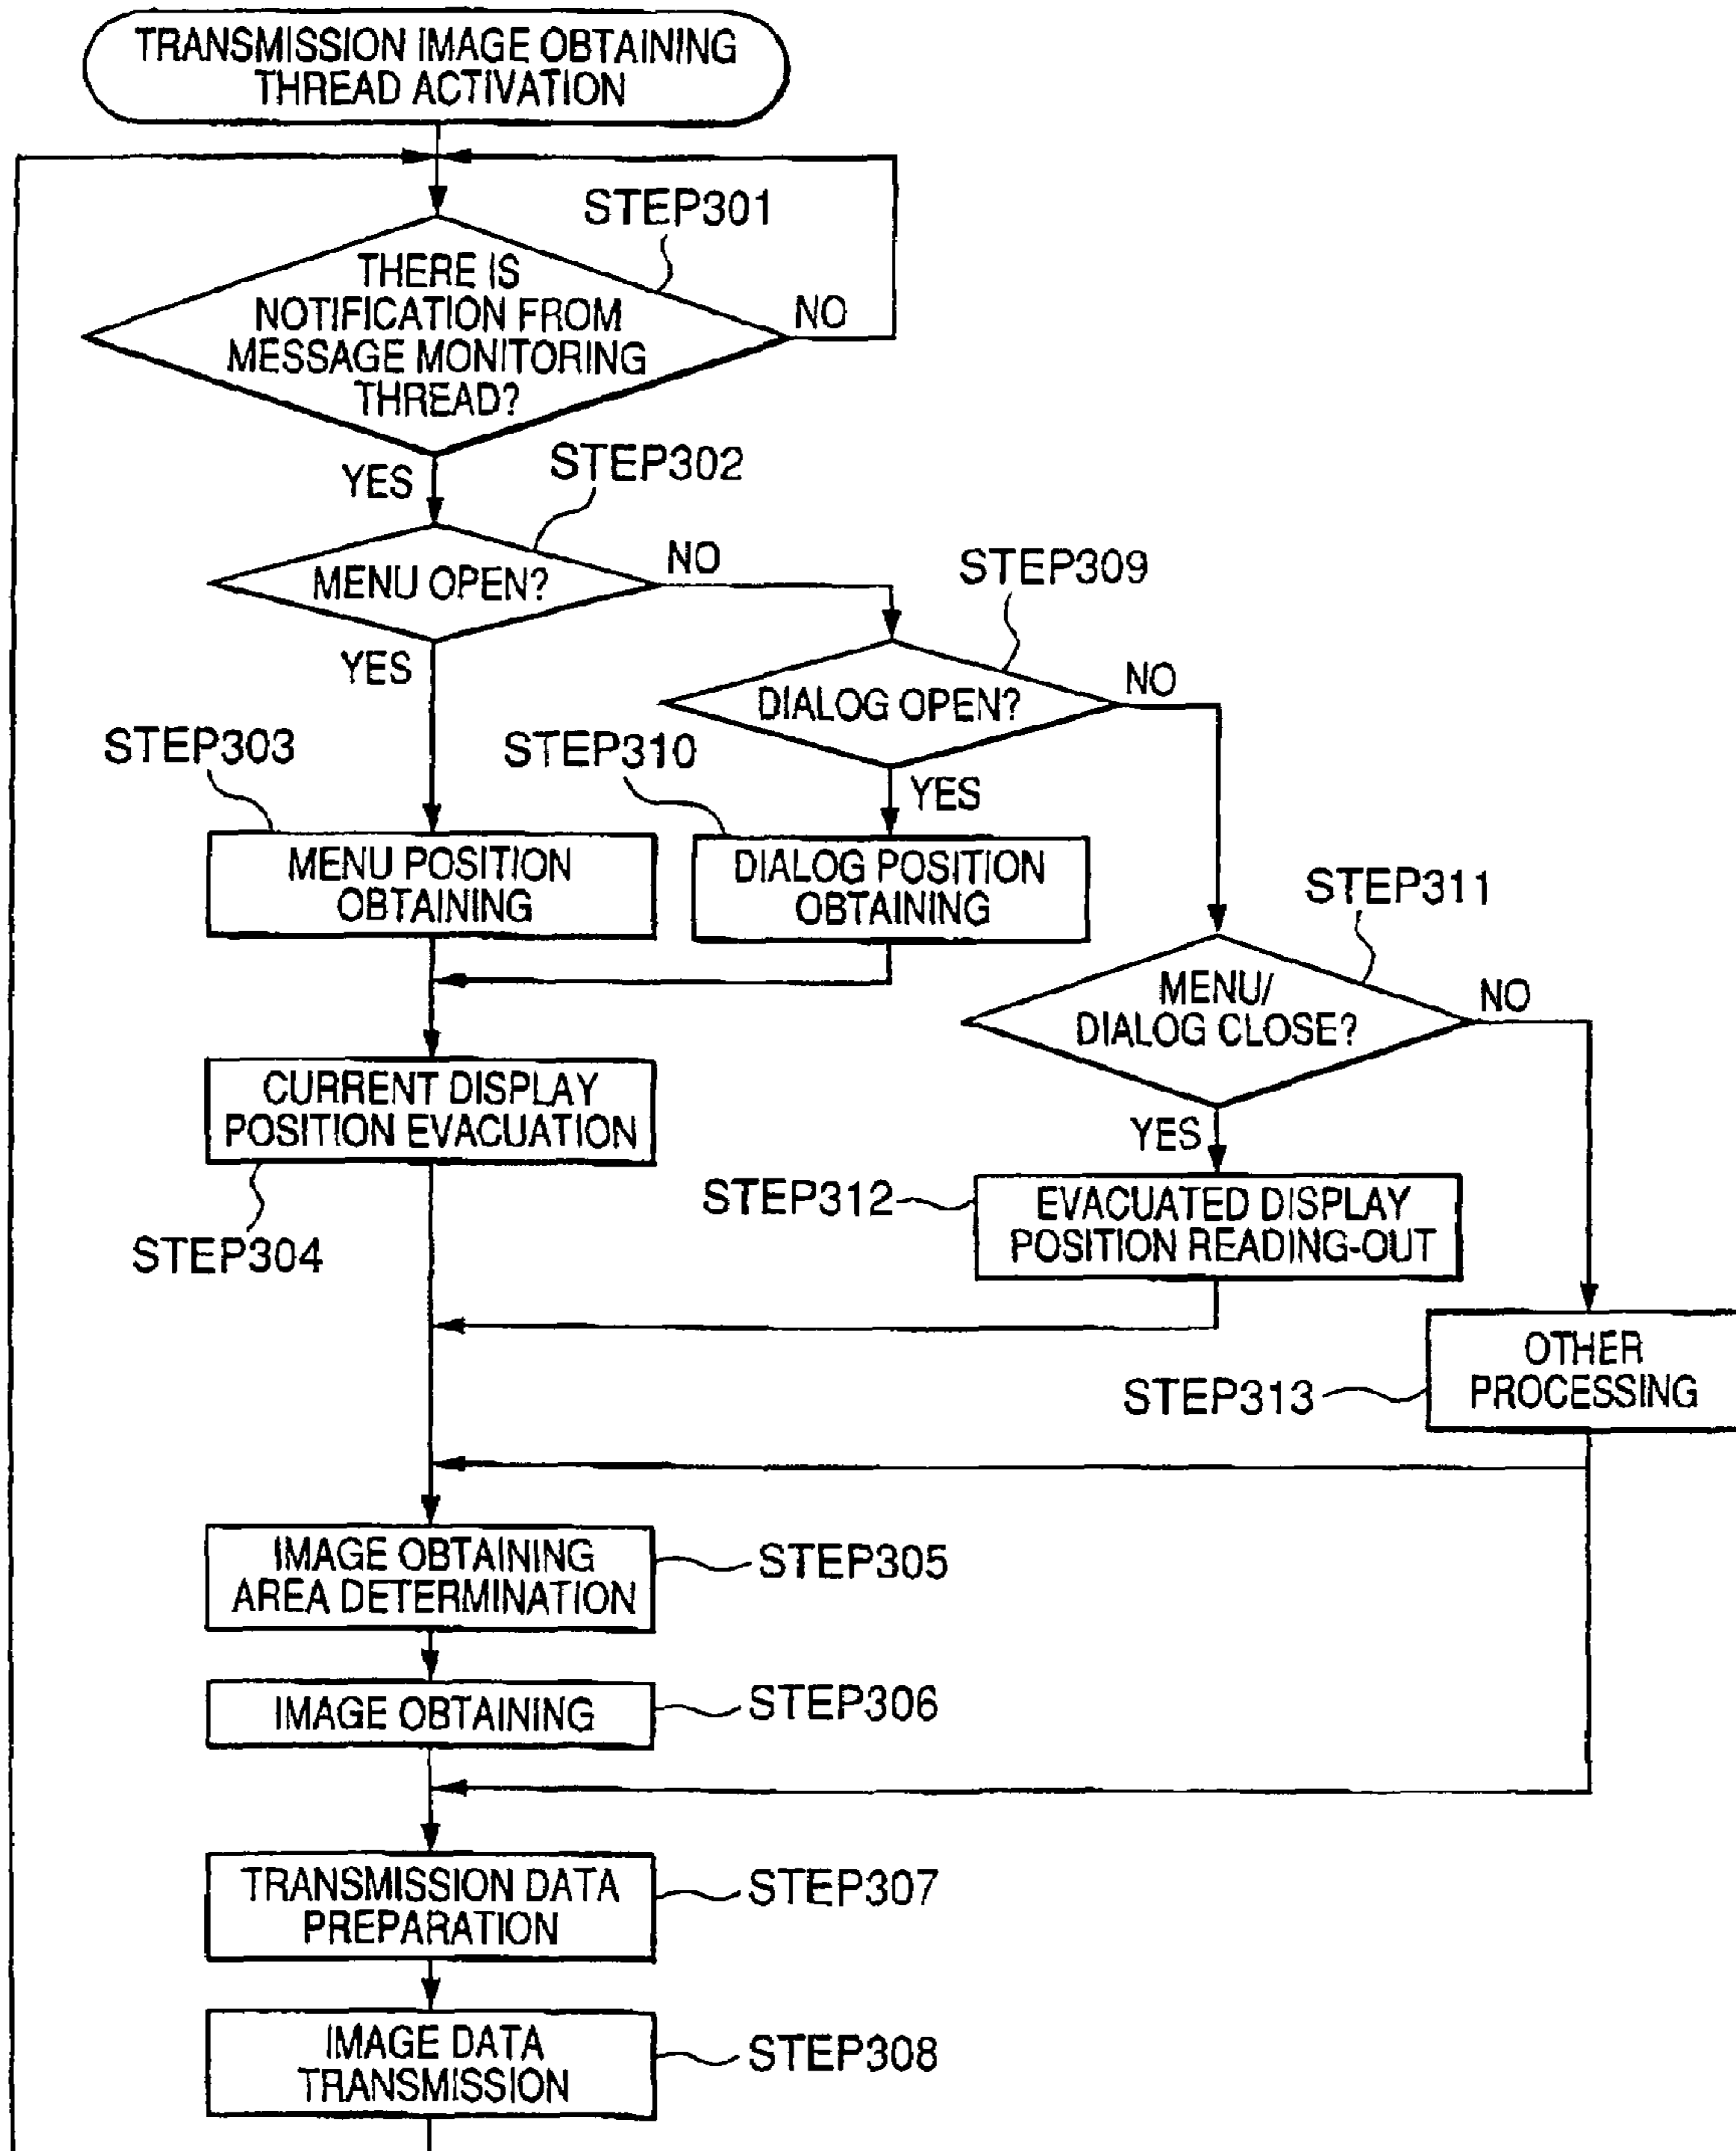 TRANSMISSION IMAGE OBTAINING
THREAD ACTIVATION
STEP301
THERE IS
NOTIFICATION FROM
MESSAGE MONITORING
THREAD?
NO
YES
STEP302
MENU OPEN?
NO
YES
STEP309
DIALOG OPEN?
NO
YES
STEP303
MENU POSITION
OBTAINING
STEP310
DIALOG POSITION
OBTAINING
STEP311
MENU/
DIALOG CLOSE?
NO
YES
CURRENT DISPLAY
POSITION EVACUATION
STEP304
STEP312
EVACUATED DISPLAY
POSITION READING-OUT
OTHER
PROCESSING
STEP313
IMAGE OBTAINING
AREA DETERMINATION
STEP305
IMAGE OBTAINING
STEP306
TRANSMISSION DATA
PREPARATION
STEP307
IMAGE DATA
TRANSMISSION
STEP308